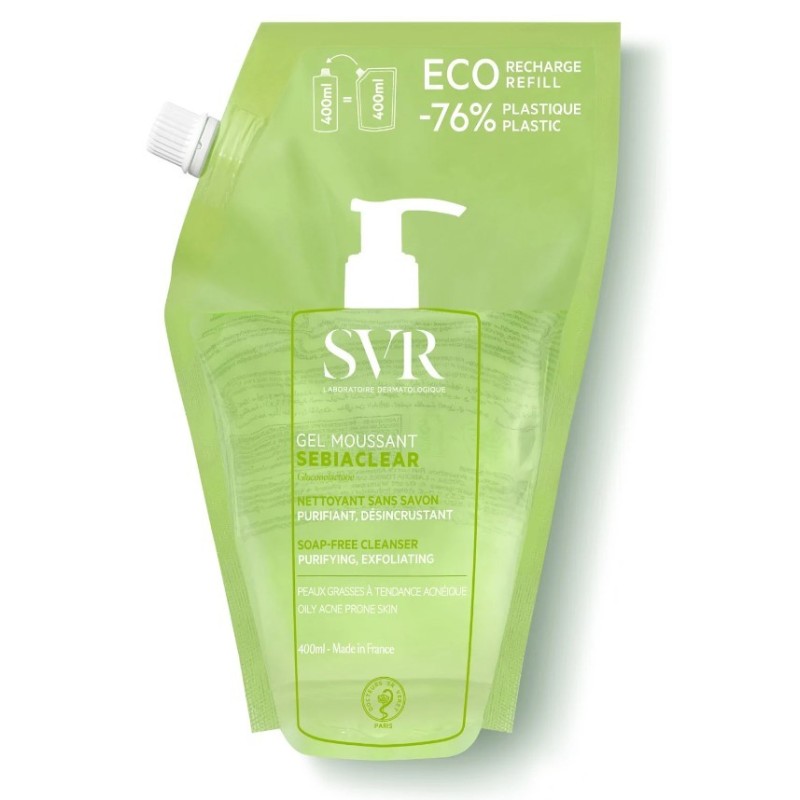 400ml = 400ml
ECO RECHARGE REFILL
-76% PLASTIQUE PLASTIC
SVR
LABORATOIRE DERMATOLOGIQUE
GEL MOUSSANT
SEBIACLEAR
Gluconolactone
NETTOYANT SANS SAVON
PURIFIANT, DÉSINCRUSTANT
SOAP-FREE CLEANSER
PURIFYING, EXFOLIATING
PEAUX GRASSES À TENDANCE ACNÉIQUE
OILY ACNE PRONE SKIN
400ml - Made in France
PARIS